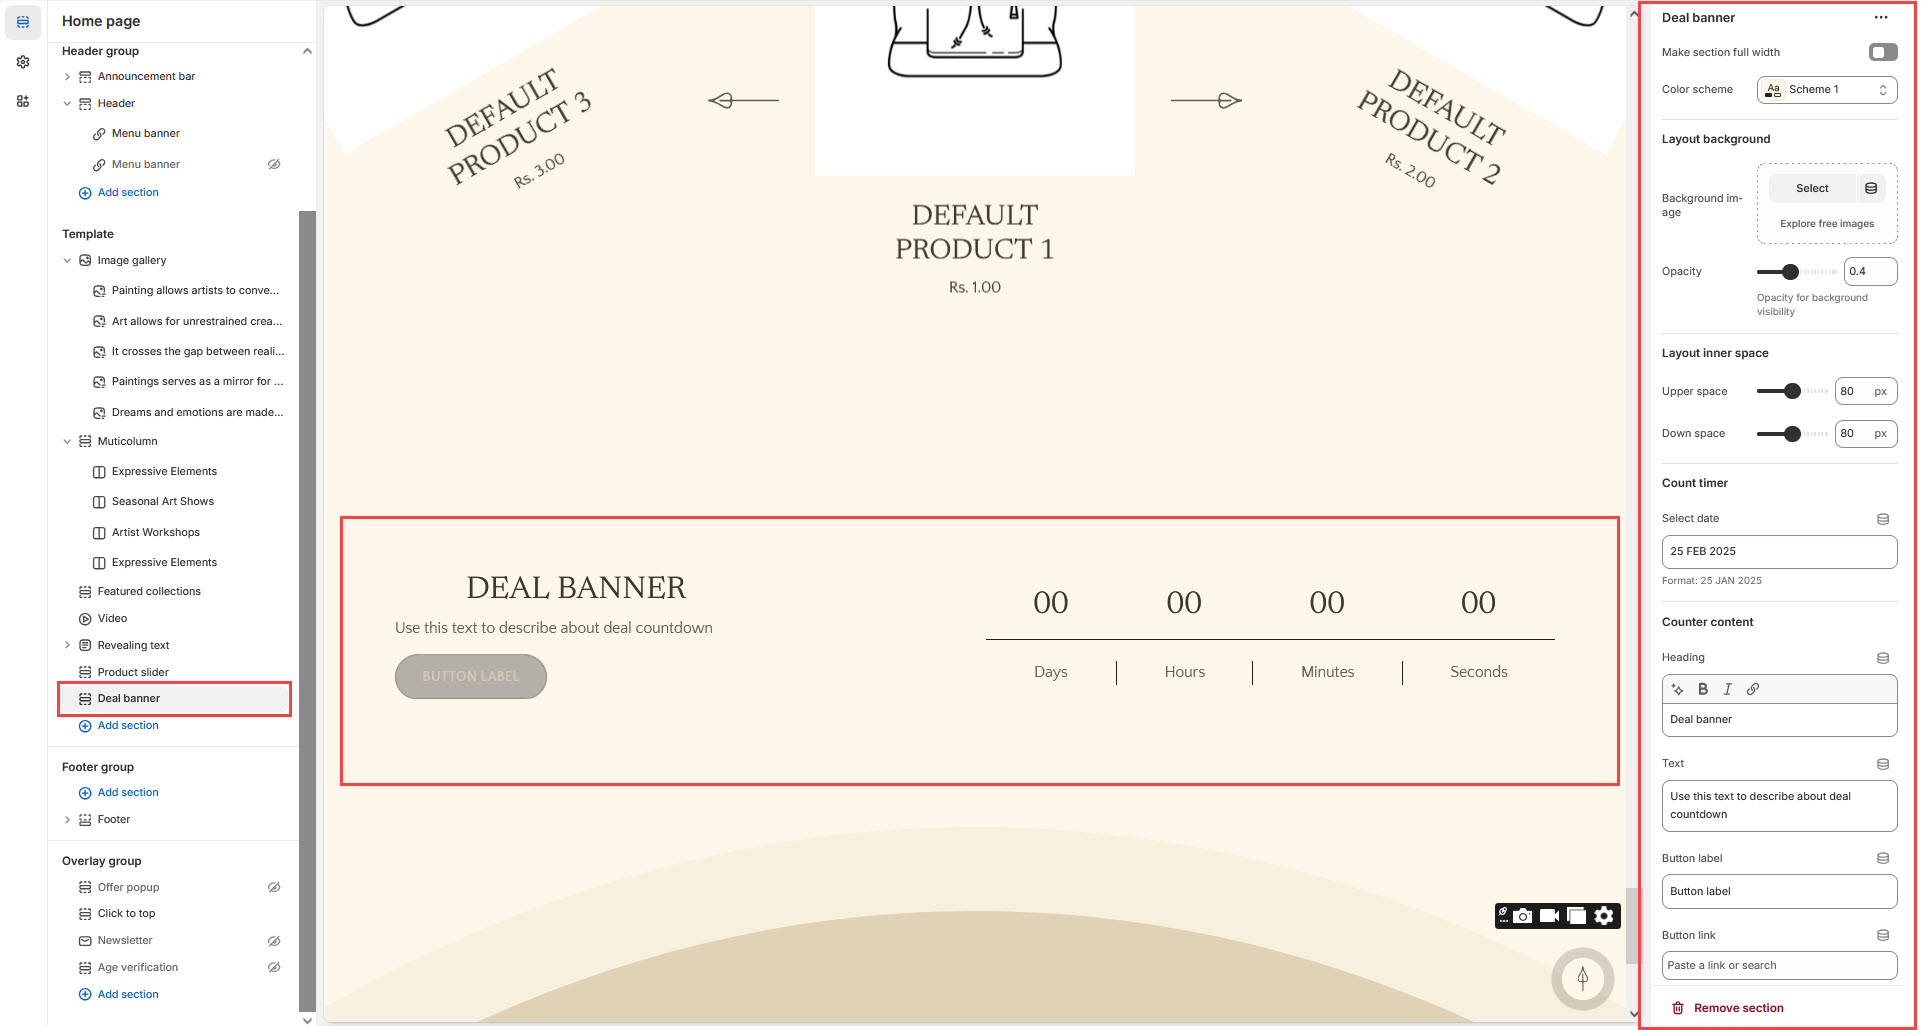 Home page
Header group
Announcement bar
Header
Menu banner
Menu banner
Add section
Template
Image gallery
Painting allows artists to conve...
Art allows for unrestrained crea...
It crosses the gap between reali...
Paintings serves as a mirror for ...
Dreams and emotions are made...
Muticolumn
Expressive Elements
Seasonal Art Shows
Artist Workshops
Expressive Elements
Featured collections
Video
Revealing text
Product slider
Deal banner
Add section
Footer group
Add section
Footer
Overlay group
Offer popup
Click to top
Newsletter
Age verification
Add section
DEFAULT
PRODUCT 3
Rs. 3.00
DEFAULT
PRODUCT 1
Rs. 1.00
DEFAULT
PRODUCT 2
Rs. 2.00
DEAL BANNER
Use this text to describe about deal countdown
BUTTON LABEL
00 00 00 00
Days Hours Minutes Seconds
Deal banner
Make section full width
Color scheme Aa Scheme 1
Layout background
Background im-
age
Select
Explore free images
Opacity 0.4
Opacity for background
visibility
Layout inner space
Upper space 80 px
Down space 80 px
Count timer
Select date
25 FEB 2025
Format: 25 JAN 2025
Counter content
Heading
B I
Deal banner
Text
Use this text to describe about deal
countdown
Button label
Button label
Button link
Paste a link or search
Remove section